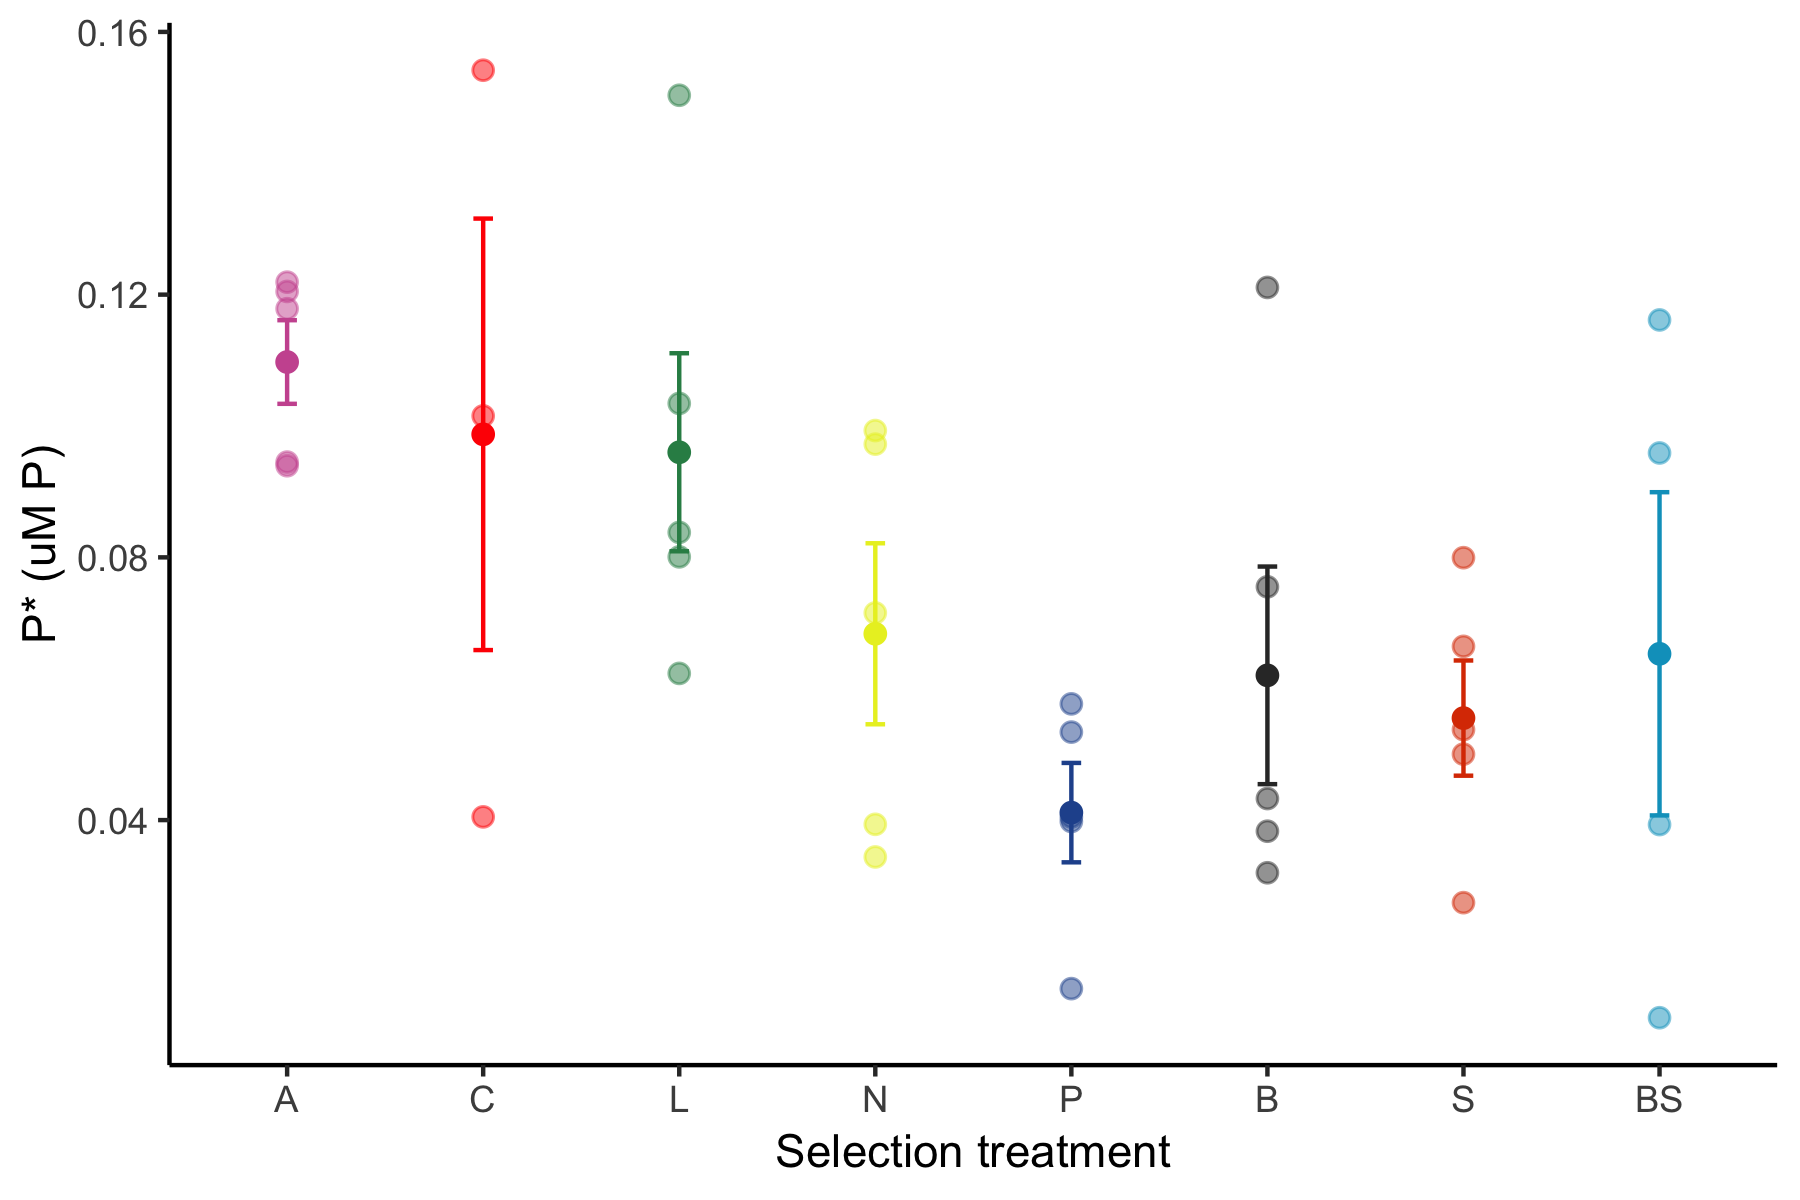 0.16
0.12
0.08
0.04
P* (uM P)
A C L N P B S BS
Selection treatment